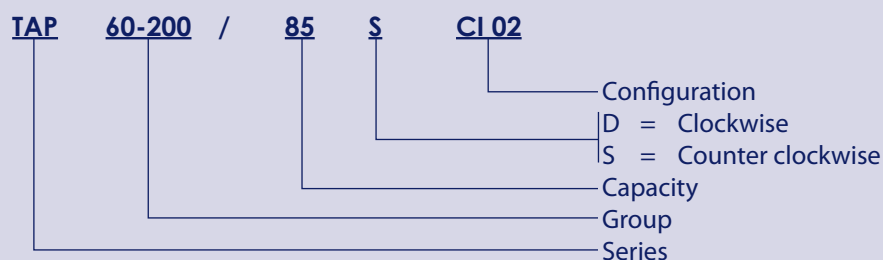 TAP 60-200 / 85 S CI 02
Configuration
D = Clockwise
S = Counter clockwise
Capacity
Group
Series